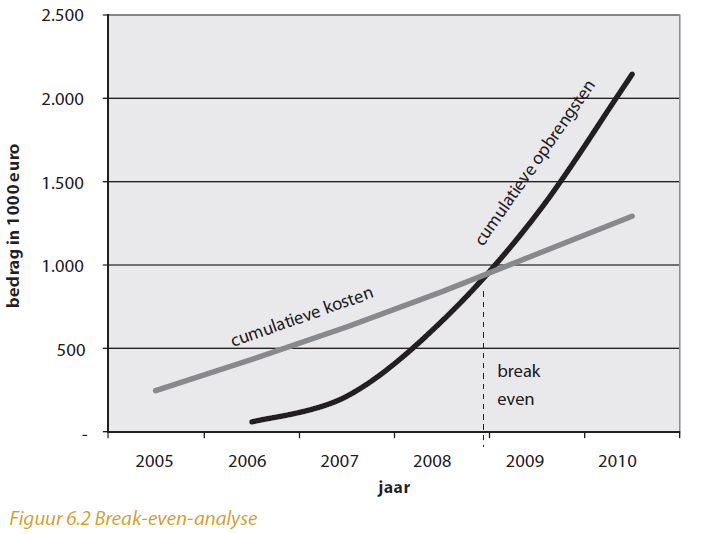 2.500
2.000
1.500
1.000
500
-
bedrag in 1000 euro
cumulatieve opbrengsten
cumulatieve kosten
break
even
2005 2006 2007 2008 2009 2010
jaar
Figuur 6.2 Break-even-analyse